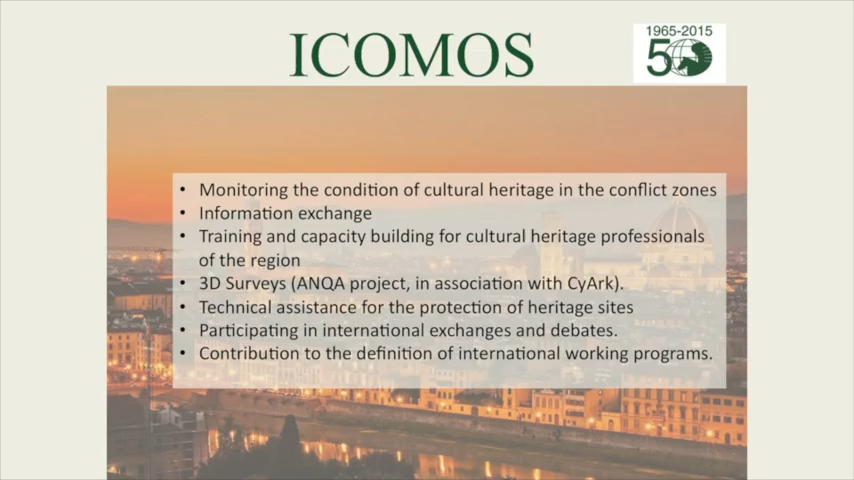 ICOMOS
1965-2015
50
• Monitoring the condition of cultural heritage in the conflict zones
• Information exchange
• Training and capacity building for cultural heritage professionals
of the region
• 3D Surveys (ANQA project, in association with CyArk).
• Technical assistance for the protection of heritage sites
• Participating in international exchanges and debates.
• Contribution to the definition of international working programs.